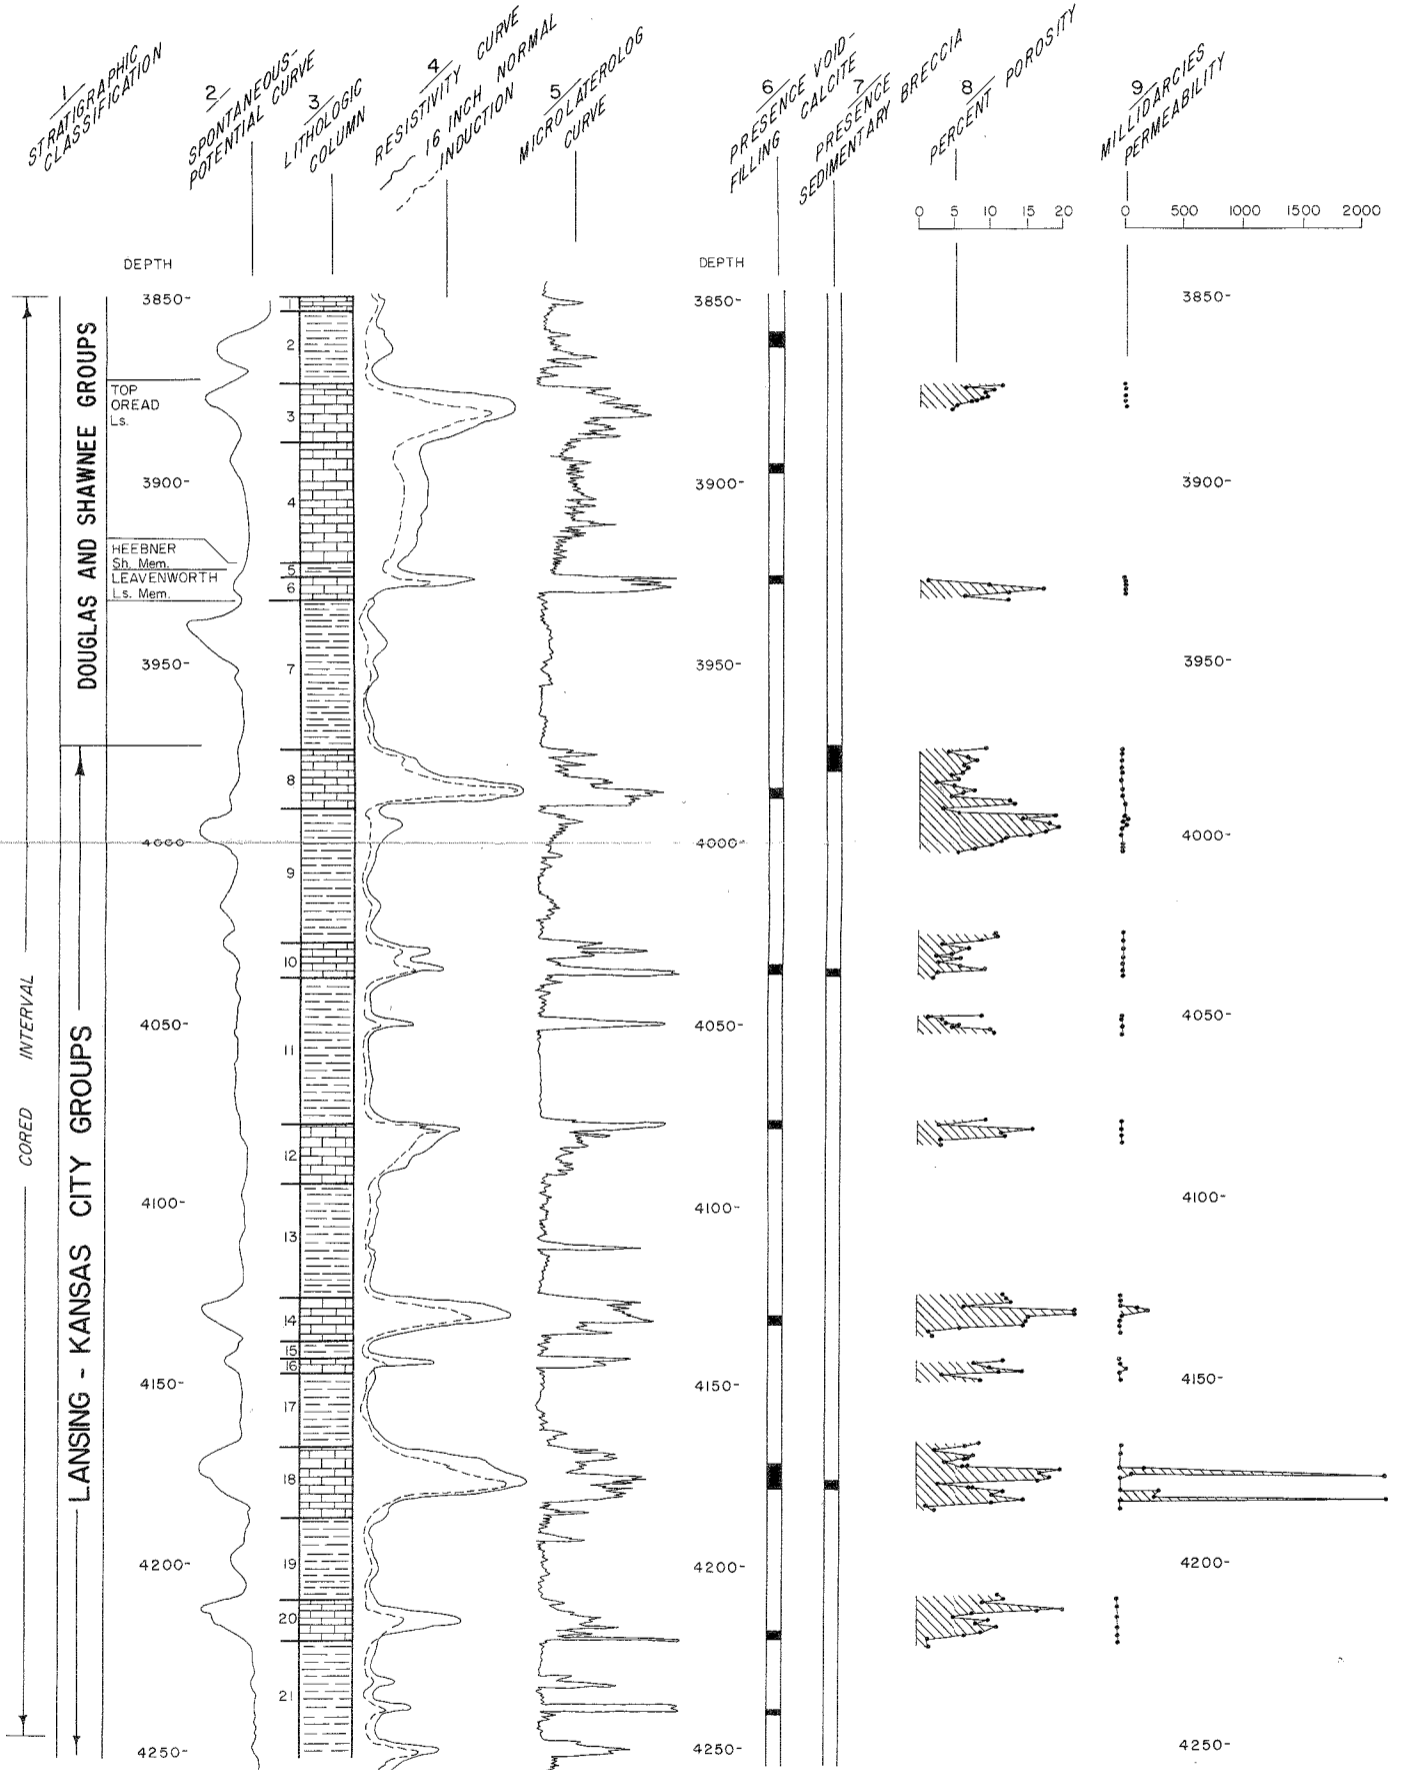 1
STRATIGRAPHIC
CLASSIFICATION
2
SPONTANEOUS-
POTENTIAL CURVE
3
LITHOLOGIC
COLUMN
4
RESISTIVITY CURVE
16 INCH NORMAL
INDUCTION
5
MICROLATEROLOG
CURVE
6
PRESENCE VOID-
FILLING CALCITE
7
PRESENCE
SEDIMENTARY BRECCIA
8
PERCENT POROSITY
9
MILLIDARCIES
PERMEABILITY
0 5 10 15 20
0 500 1000 1500 2000
DEPTH
DEPTH
CORED INTERVAL
DOUGLAS AND SHAWNEE GROUPS
LANSING - KANSAS CITY GROUPS
TOP
OREAD
Ls.
HEEBNER
Sh. Mem.
LEAVENWORTH
Ls. Mem.
3850-
3900-
3950-
4000
4050-
4100-
4150-
4200-
4250-
1
2
3
4
5
6
7
8
9
10
11
12
13
14
15
16
17
18
19
20
21
3850-
3900-
3950-
4000-
4050-
4100-
4150-
4200-
4250-
3850-
3900-
3950-
4000-
4050-
4100-
4150-
4200-
4250-